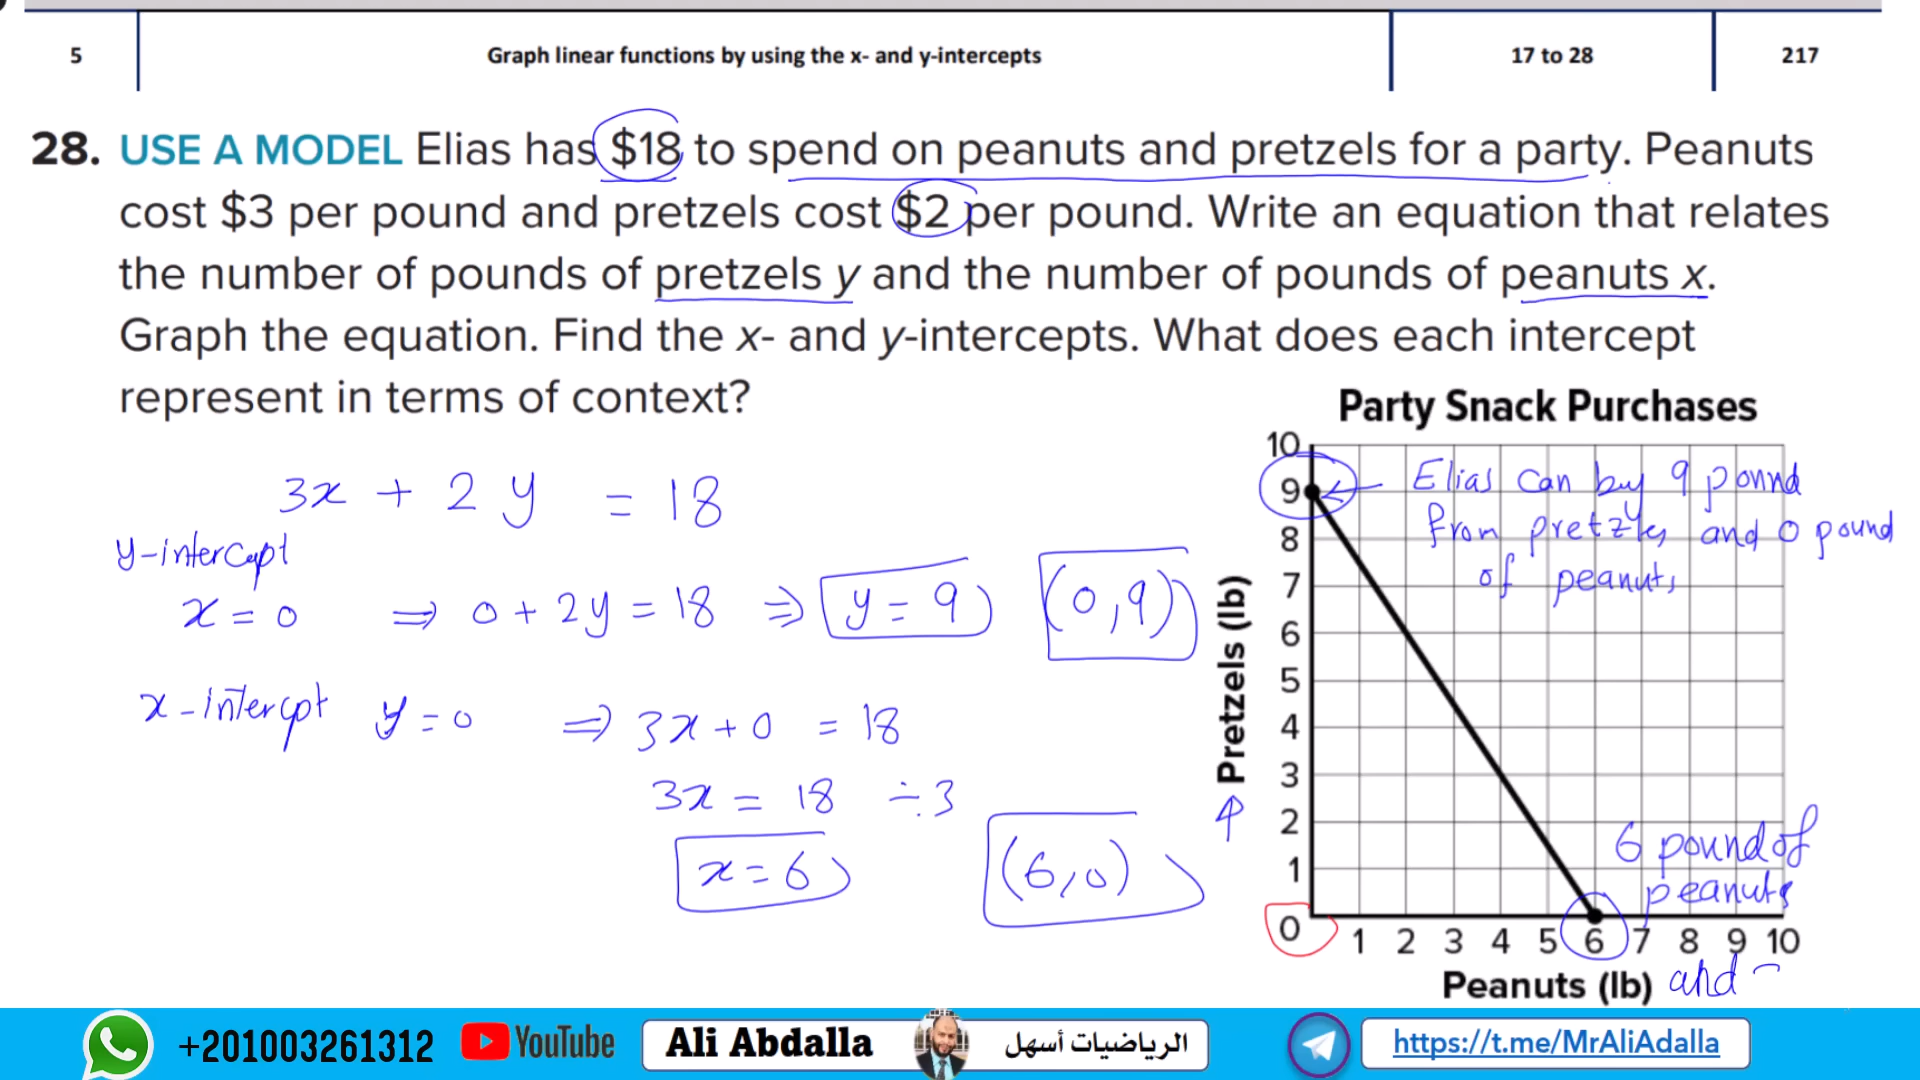 5 Graph linear functions by using the x- and y-intercepts 17 to 28 217
28. USE A MODEL Elias has $18 to spend on peanuts and pretzels for a party. Peanuts
cost $3 per pound and pretzels cost $2 per pound. Write an equation that relates
the number of pounds of pretzels y and the number of pounds of peanuts x.
Graph the equation. Find the x- and y-intercepts. What does each intercept
represent in terms of context?
3x + 2y = 18
y-intercept
x = 0 ⇒ 0 + 2y = 18 ⇒ y = 9 (0,9)
x-intercpt y = 0 ⇒ 3x + 0 = 18
3x = 18 ÷ 3
x = 6 (6,0)
Party Snack Purchases
Elias can by 9 pound
from pretzles and 0 pound
of peanuts
6 pound of
peanuts
Pretzels (lb)
10
9
8
7
6
5
4
3
2
1
0
1 2 3 4 5 6 7 8 9 10
Peanuts (lb) and
+201003261312 YouTube Ali Abdalla الرياضيات أسهل https://t.me/MrAliAdalla